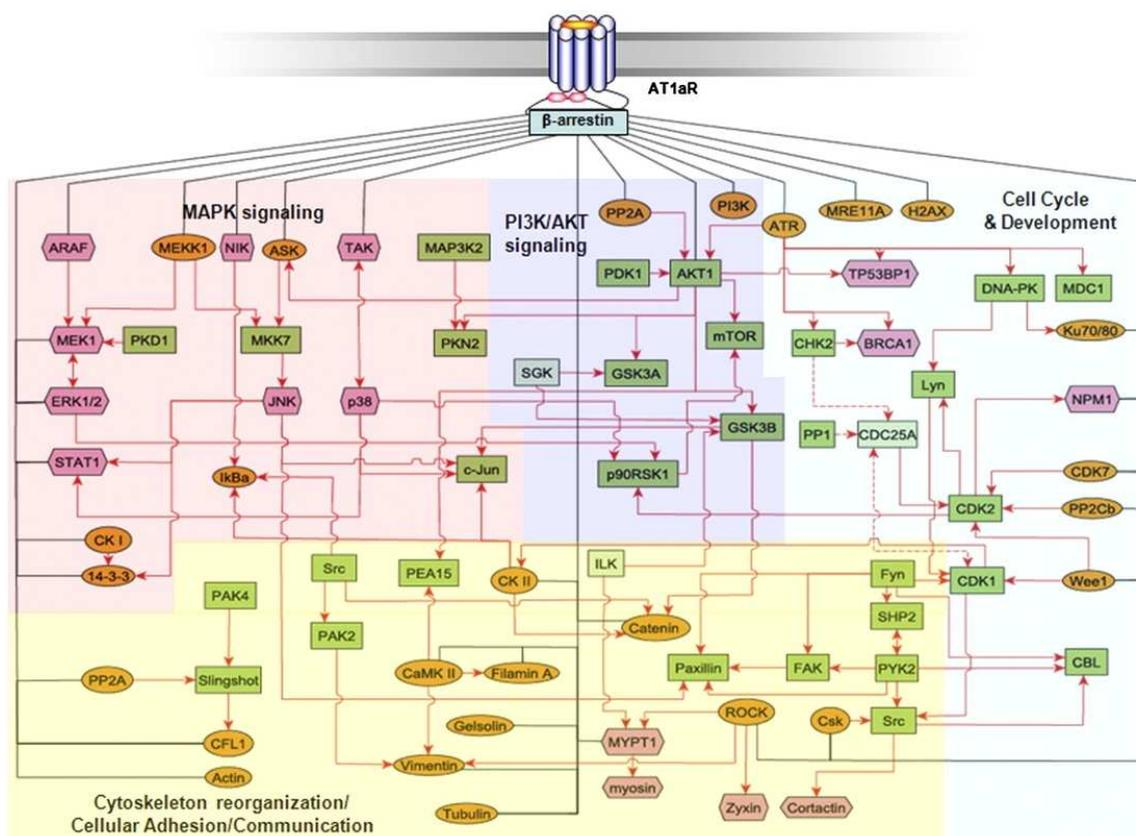 AT1aR
β-arrestin
MAPK signaling
PI3K/AKT
signaling
Cell Cycle
& Development
PP2A
PI3K
ATR
MRE11A
H2AX
ARAF
MEKK1
NIK
ASK
TAK
MAP3K2
PDK1
AKT1
TP53BP1
DNA-PK
MDC1
MEK1
PKD1
MKK7
PKN2
mTOR
CHK2
BRCA1
Ku70/80
SGK
GSK3A
Lyn
ERK1/2
JNK
p38
GSK3B
PP1
CDC25A
NPM1
STAT1
IkBa
c-Jun
p90RSK1
CDK7
CDK2
PP2Cb
CK I
14-3-3
Src
PEA15
CK II
ILK
Fyn
CDK1
Wee1
PAK4
PAK2
Catenin
SHP2
PP2A
Slingshot
CaMK II
Filamin A
Paxillin
FAK
PYK2
CBL
CFL1
Gelsolin
MYPT1
ROCK
Csk
Src
Actin
Vimentin
myosin
Zyxin
Cortactin
Tubulin
Cytoskeleton reorganization/
Cellular Adhesion/Communication